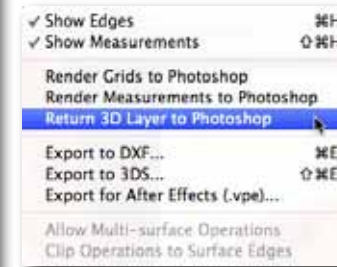 ✓ Show Edges ⌘H
✓ Show Measurements ⇧⌘H
Render Grids to Photoshop
Render Measurements to Photoshop
Return 3D Layer to Photoshop
Export to DXF... ⌘E
Export to 3DS... ⇧⌘E
Export for After Effects (.vpe)...
Allow Multi-surface Operations
Clip Operations to Surface Edges